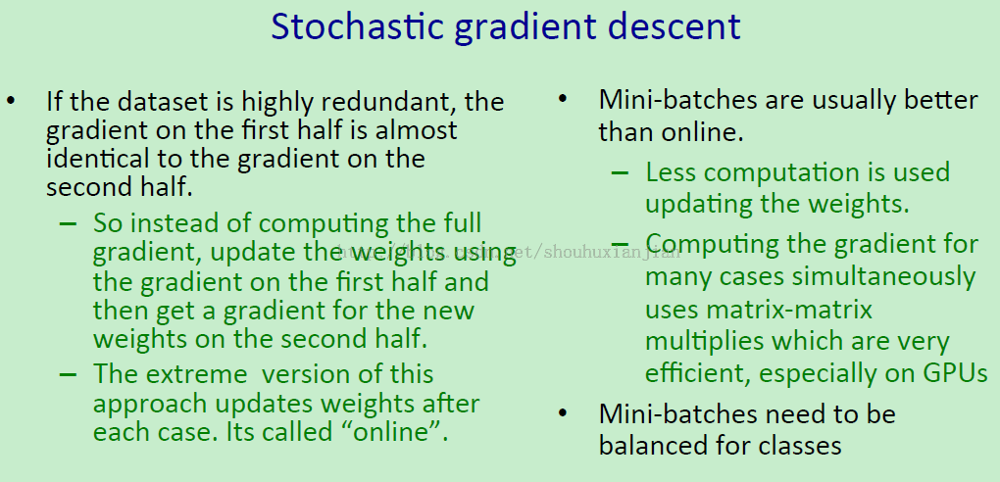 Stochastic gradient descent
• If the dataset is highly redundant, the
gradient on the first half is almost
identical to the gradient on the
second half.
– So instead of computing the full
gradient, update the weights using
the gradient on the first half and
then get a gradient for the new
weights on the second half.
– The extreme version of this
approach updates weights after
each case. Its called “online”.
• Mini-batches are usually better
than online.
– Less computation is used
updating the weights.
– Computing the gradient for
many cases simultaneously
uses matrix-matrix
multiplies which are very
efficient, especially on GPUs
• Mini-batches need to be
balanced for classes
http://blog.csdn.net/shouhuxianjian